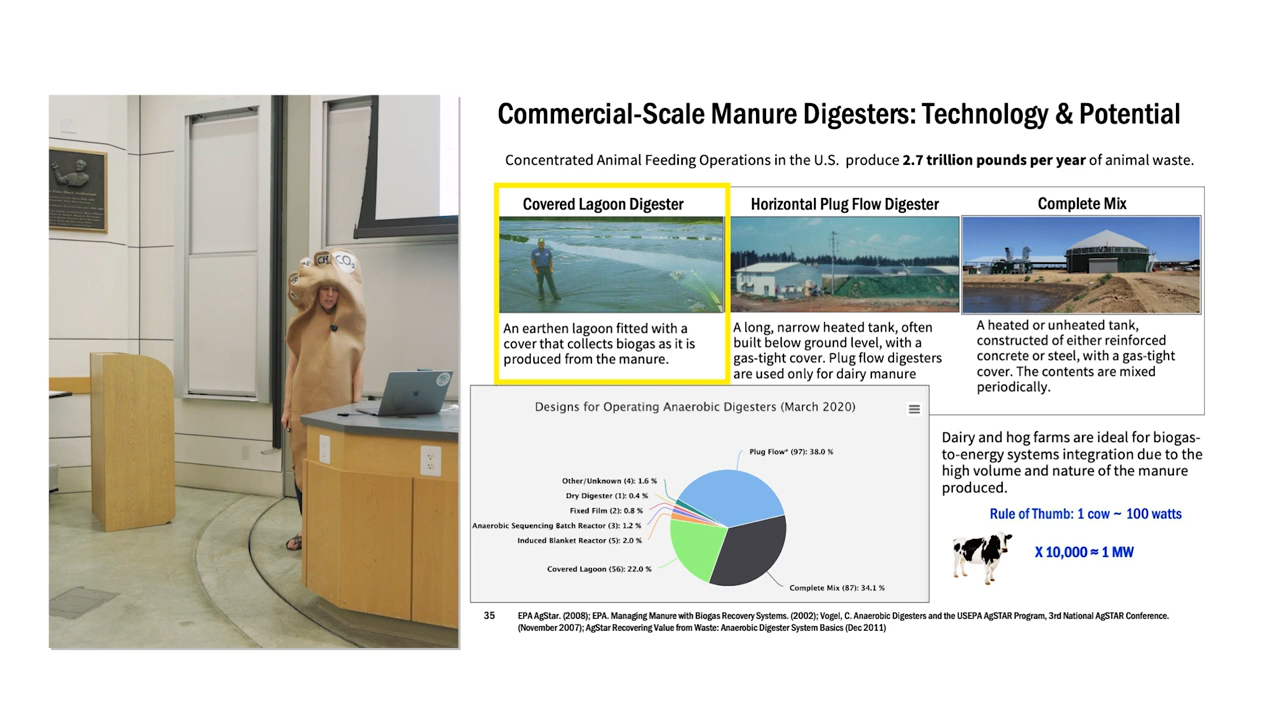 CH
CO₂
Commercial-Scale Manure Digesters: Technology & Potential
Concentrated Animal Feeding Operations in the U.S. produce 2.7 trillion pounds per year of animal waste.
Covered Lagoon Digester
An earthen lagoon fitted with a
cover that collects biogas as it is
produced from the manure.
Horizontal Plug Flow Digester
A long, narrow heated tank, often
built below ground level, with a
gas-tight cover. Plug flow digesters
are used only for dairy manure
Complete Mix
A heated or unheated tank,
constructed of either reinforced
concrete or steel, with a gas-tight
cover. The contents are mixed
periodically.
Designs for Operating Anaerobic Digesters (March 2020)
Plug Flow* (97): 38.0 %
Other/Unknown (4): 1.6 %
Dry Digester (1): 0.4 %
Fixed Film (2): 0.8 %
Anaerobic Sequencing Batch Reactor (3): 1.2 %
Induced Blanket Reactor (5): 2.0 %
Covered Lagoon (56): 22.0 %
Complete Mix (87): 34.1 %
Dairy and hog farms are ideal for biogas-
to-energy systems integration due to the
high volume and nature of the manure
produced.
Rule of Thumb: 1 cow ~ 100 watts
X 10,000 ≈ 1 MW
35
EPA AgStar. (2008); EPA. Managing Manure with Biogas Recovery Systems. (2002); Vogel, C. Anaerobic Digesters and the USEPA AgSTAR Program, 3rd National AgSTAR Conference.
(November 2007); AgStar Recovering Value from Waste: Anaerobic Digester System Basics (Dec 2011)